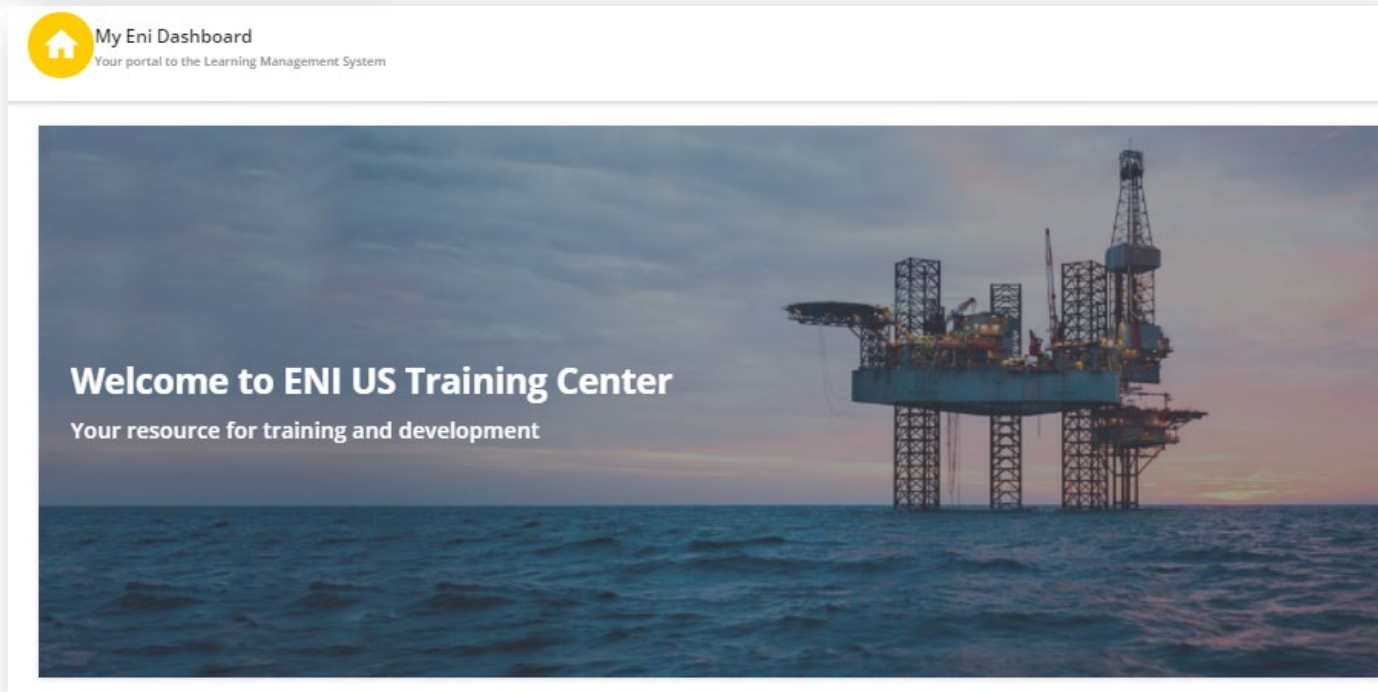 My Eni Dashboard
Your portal to the Learning Management System
Welcome to ENI US Training Center
Your resource for training and development